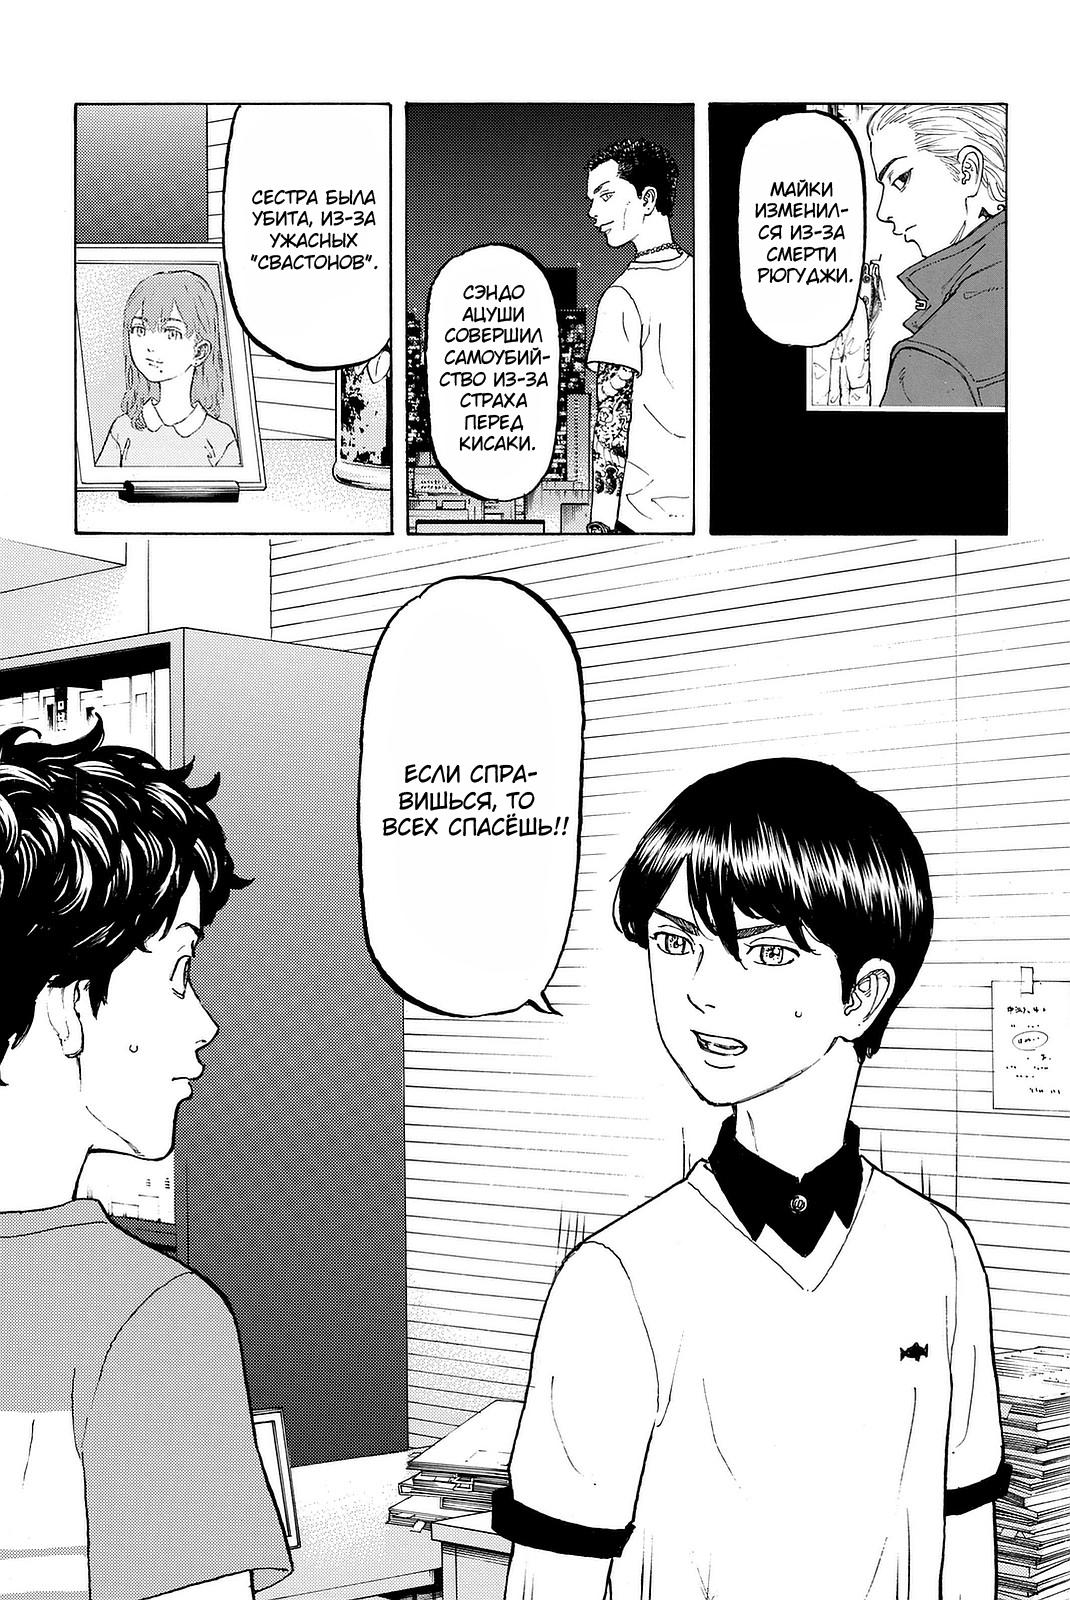 МАЙКИ
ИЗМЕНИЛ-
СЯ ИЗ-ЗА
СМЕРТИ
РЮГУДЖИ.
СЭНДО
АЦУШИ
СОВЕРШИЛ
САМОУБИЙ-
СТВО ИЗ-ЗА
СТРАХА
ПЕРЕД
КИСАКИ.
СЕСТРА БЫЛА
УБИТА, ИЗ-ЗА
УЖАСНЫХ
"СВАСТОНОВ".
ЕСЛИ СПРА-
ВИШЬСЯ, ТО
ВСЕХ СПАСЁШЬ!!